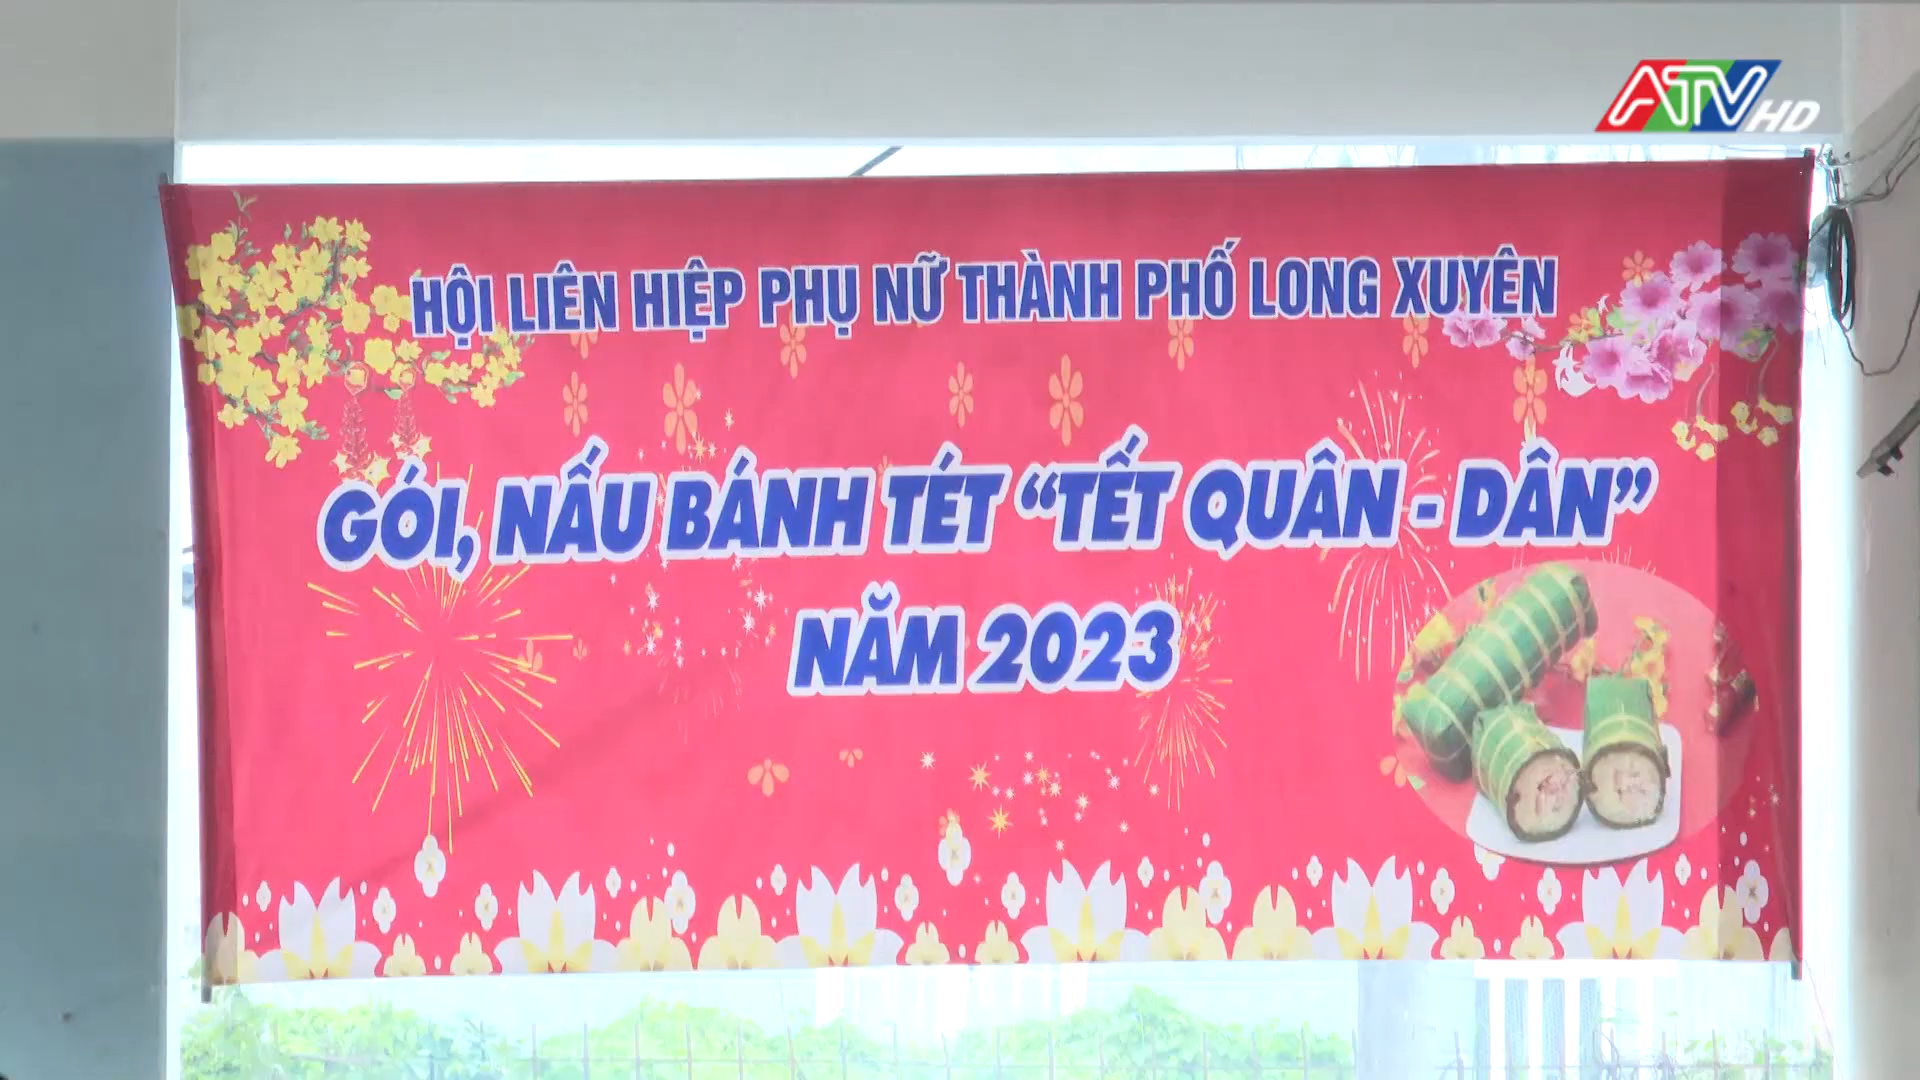 ATV HD
HỘI LIÊN HIỆP PHỤ NỮ THÀNH PHỐ LONG XUYÊN
GÓI, NẤU BÁNH TÉT “TẾT QUÂN - DÂN”
NĂM 2023